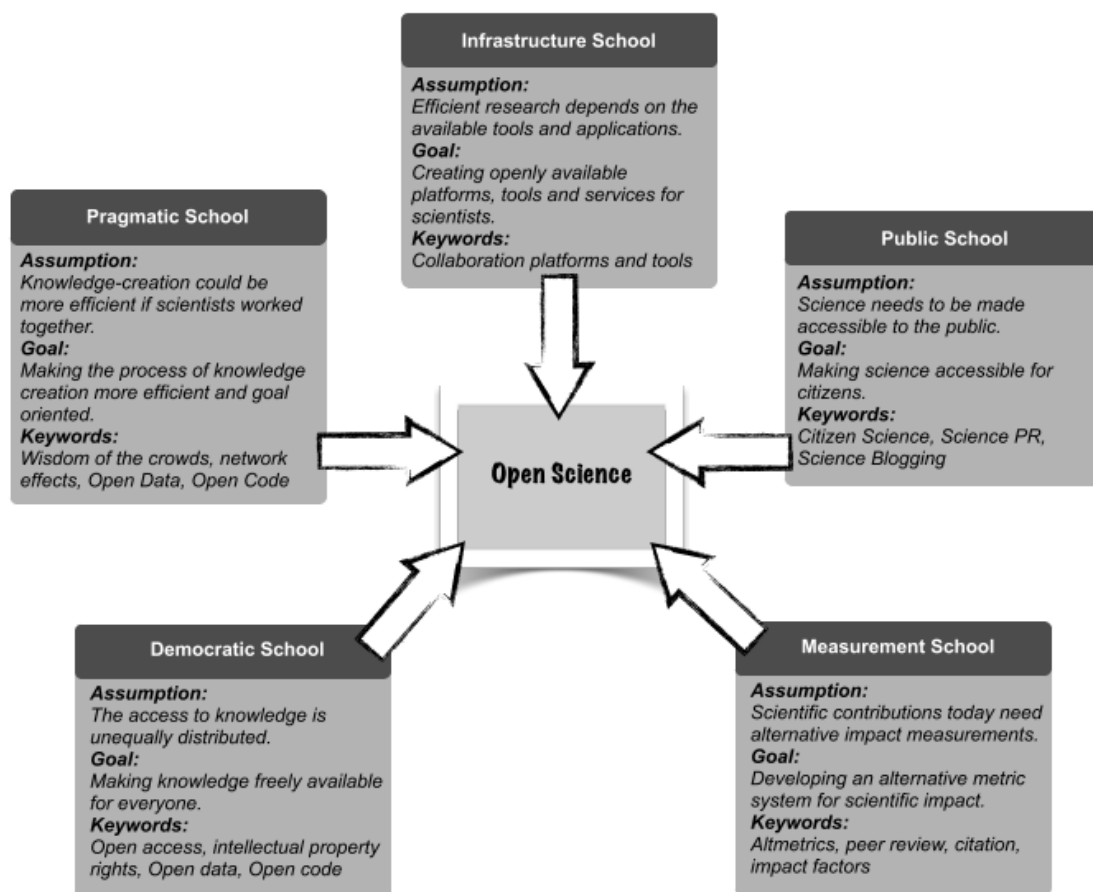 Infrastructure School
Assumption:
Efficient research depends on the
available tools and applications.
Goal:
Creating openly available
platforms, tools and services for
scientists.
Keywords:
Collaboration platforms and tools
Pragmatic School
Assumption:
Knowledge-creation could be
more efficient if scientists worked
together.
Goal:
Making the process of knowledge
creation more efficient and goal
oriented.
Keywords:
Wisdom of the crowds, network
effects, Open Data, Open Code
Public School
Assumption:
Science needs to be made
accessible to the public.
Goal:
Making science accessible for
citizens.
Keywords:
Citizen Science, Science PR,
Science Blogging
Open Science
Democratic School
Assumption:
The access to knowledge is
unequally distributed.
Goal:
Making knowledge freely available
for everyone.
Keywords:
Open access, intellectual property
rights, Open data, Open code
Measurement School
Assumption:
Scientific contributions today need
alternative impact measurements.
Goal:
Developing an alternative metric
system for scientific impact.
Keywords:
Altmetrics, peer review, citation,
impact factors